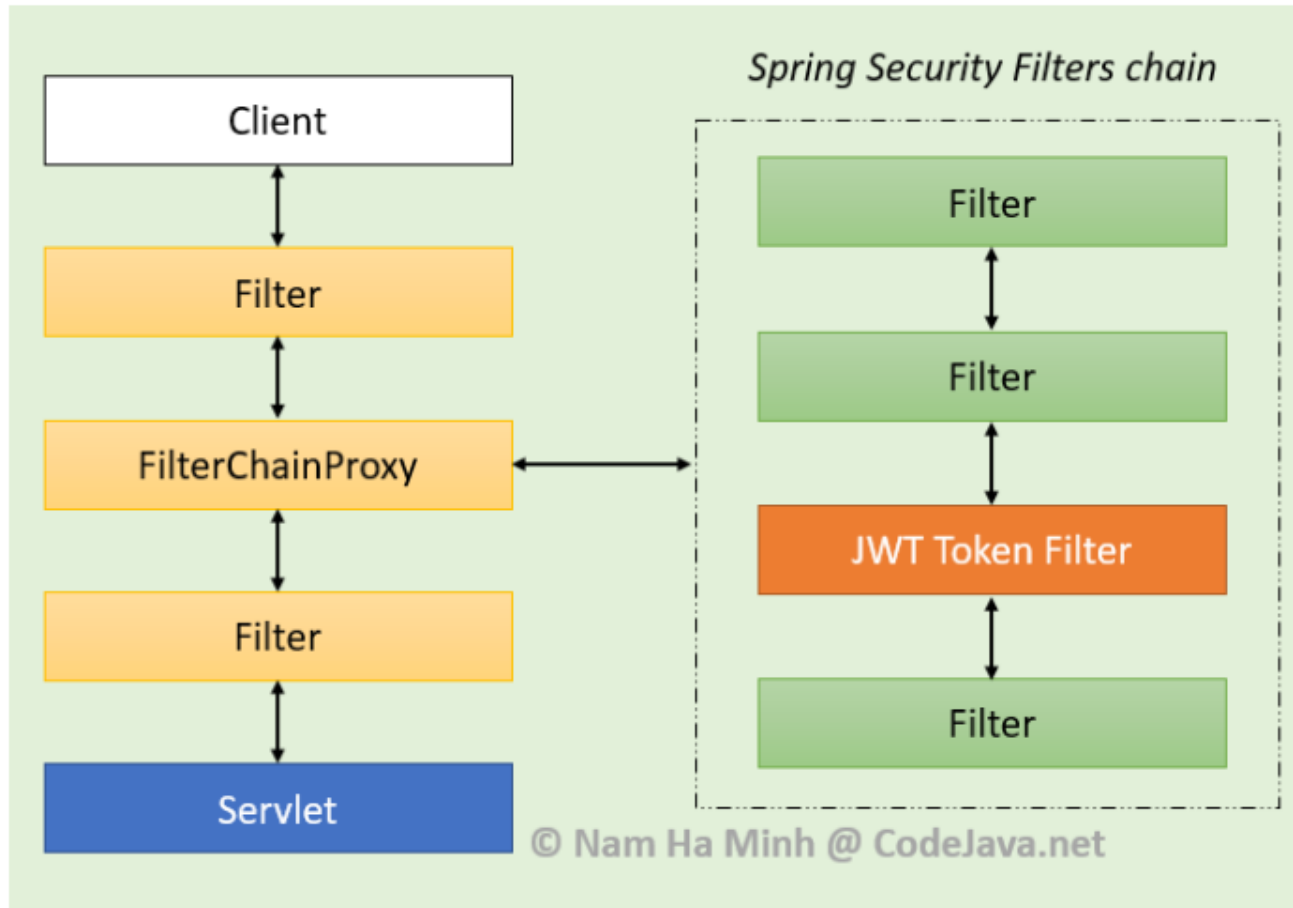 Client
Filter
FilterChainProxy
Filter
Servlet
Spring Security Filters chain
Filter
Filter
JWT Token Filter
Filter
© Nam Ha Minh @ CodeJava.net